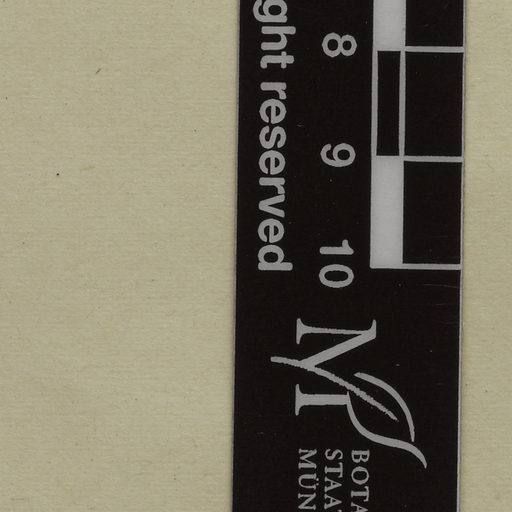 ght reserved
8 9 10
M
BOTA
STAA
MÜN